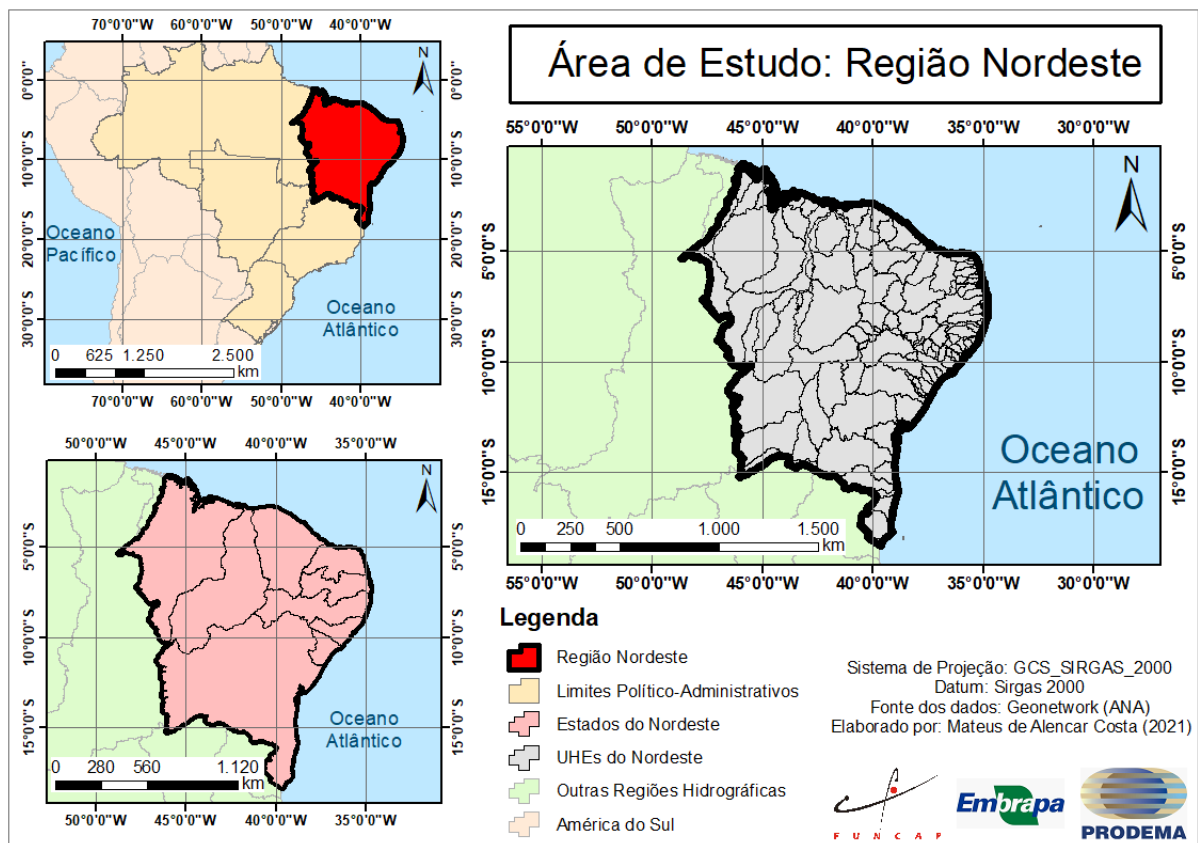 Área de Estudo: Região Nordeste
70°0'0"W 60°0'0"W 50°0'0"W 40°0'0"W
0°0'0"
10°0'0"S
20°0'0"S
30°0'0"S
N
Oceano
Pacífico
Oceano
Atlântico
0 625 1.250 2.500
km
0°0'0"
10°0'0"S
20°0'0"S
30°0'0"S
70°0'0"W 60°0'0"W 50°0'0"W 40°0'0"W
50°0'0"W 45°0'0"W 40°0'0"W 35°0'0"W
5°0'0"S
10°0'0"S
15°0'0"S
N
Oceano
Atlântico
0 280 560 1.120
km
5°0'0"S
10°0'0"S
15°0'0"S
50°0'0"W 45°0'0"W 40°0'0"W 35°0'0"W
55°0'0"W 50°0'0"W 45°0'0"W 40°0'0"W 35°0'0"W 30°0'0"W
5°0'0"S
10°0'0"S
15°0'0"S
N
Oceano
Atlântico
0 250 500 1.000 1.500
km
5°0'0"S
10°0'0"S
15°0'0"S
55°0'0"W 50°0'0"W 45°0'0"W 40°0'0"W 35°0'0"W 30°0'0"W
Legenda
Região Nordeste
Limites Político-Administrativos
Estados do Nordeste
UHEs do Nordeste
Outras Regiões Hidrográficas
América do Sul
Sistema de Projeção: GCS_SIRGAS_2000
Datum: Sirgas 2000
Fonte dos dados: Geonetwork (ANA)
Elaborado por: Mateus de Alencar Costa (2021)
FUNCAP
Embrapa
PRODEMA